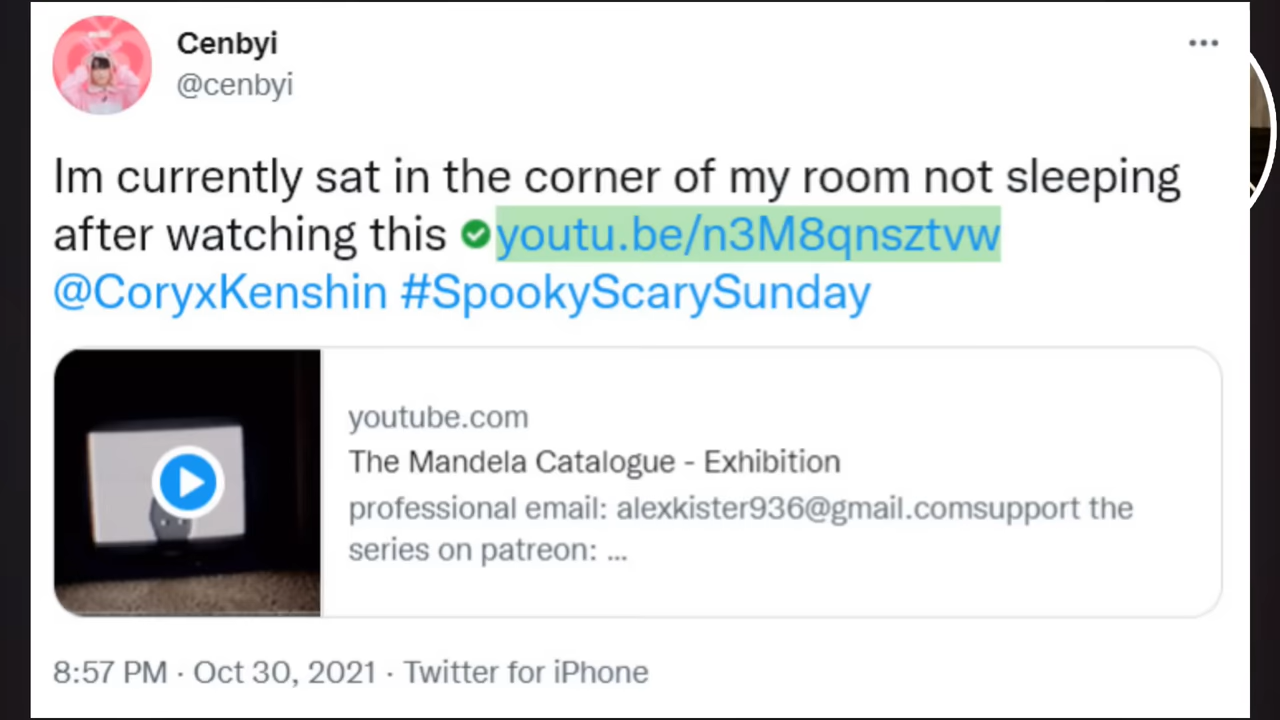 Cenbyi
@cenbyi
Im currently sat in the corner of my room not sleeping
after watching this youtu.be/n3M8qnsztvw
@CoryxKenshin #SpookyScarySunday
youtube.com
The Mandela Catalogue - Exhibition
professional email: alexkister936@gmail.comsupport the
series on patreon: ...
8:57 PM · Oct 30, 2021 · Twitter for iPhone